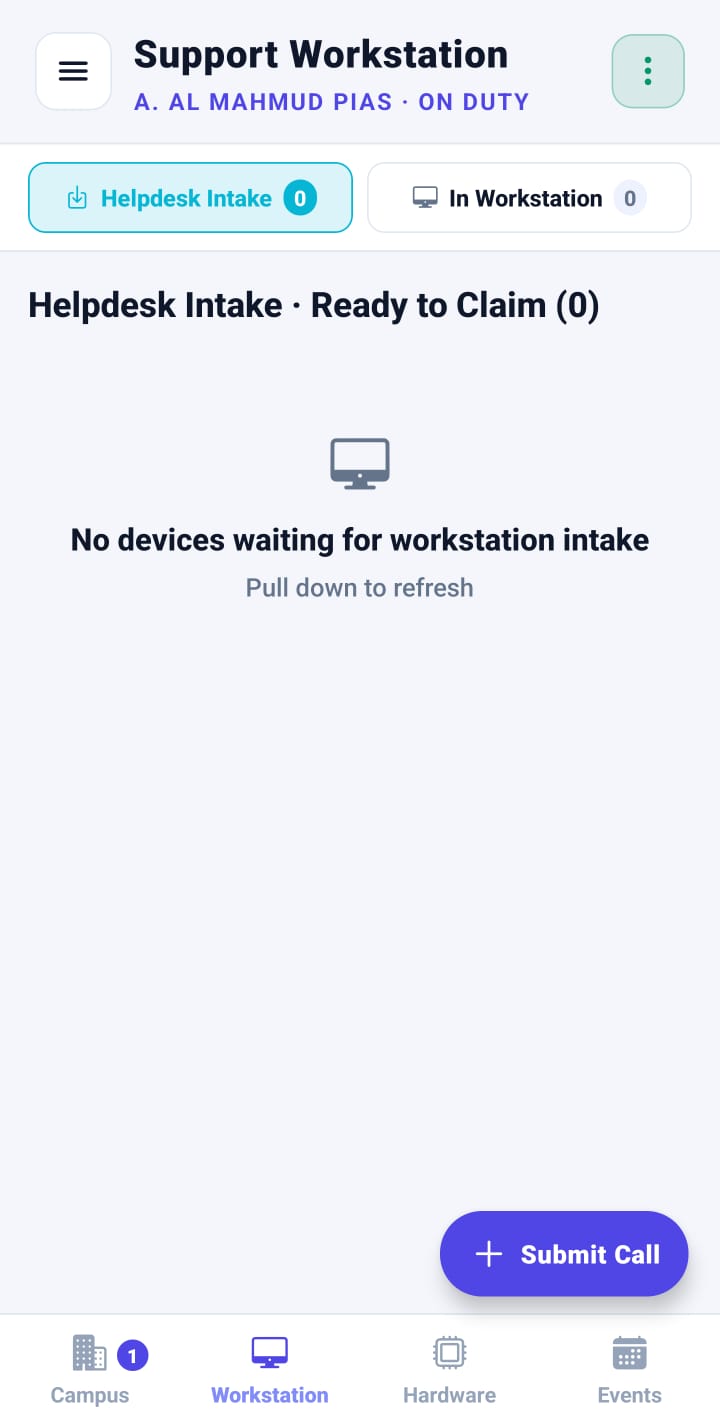 Support Workstation
A. AL MAHMUD PIAS · ON DUTY
Helpdesk Intake 0
In Workstation 0
Helpdesk Intake · Ready to Claim (0)
No devices waiting for workstation intake
Pull down to refresh
Submit Call
1
Campus
Workstation
Hardware
Events